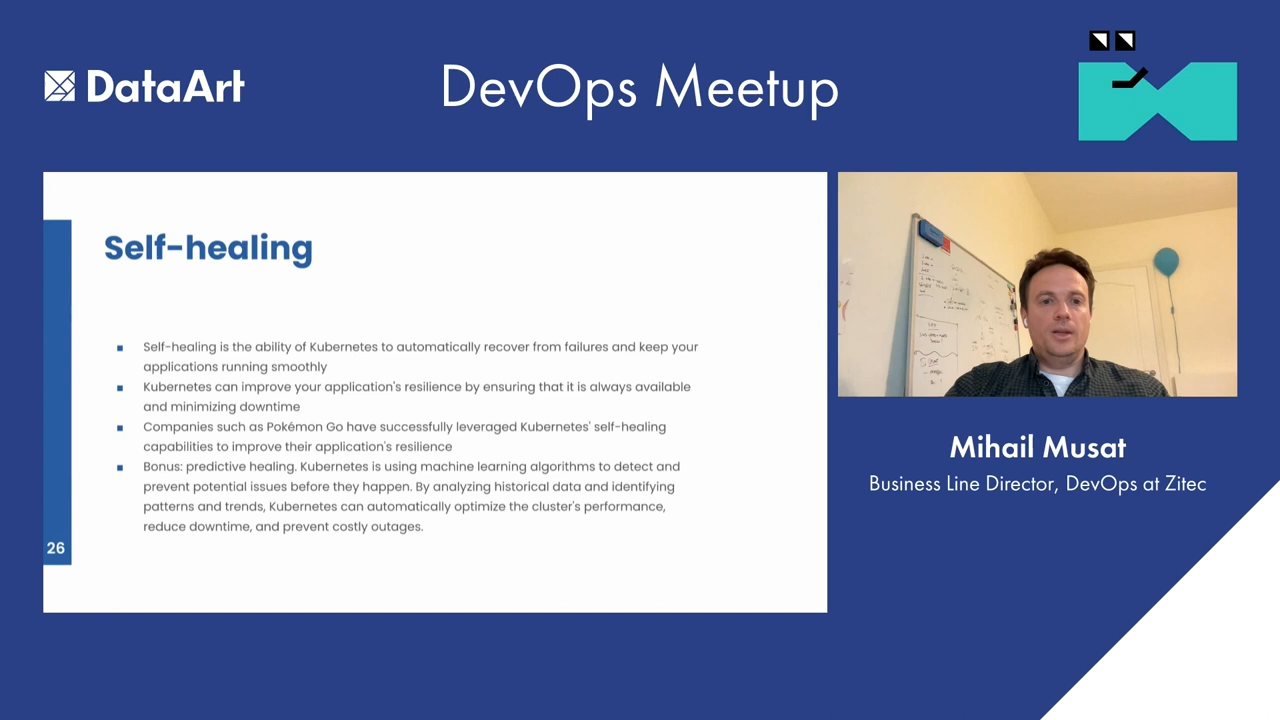 DataArt
DevOps Meetup
Self-healing
Self-healing is the ability of Kubernetes to automatically recover from failures and keep your
applications running smoothly
Kubernetes can improve your application's resilience by ensuring that it is always available
and minimizing downtime
Companies such as Pokémon Go have successfully leveraged Kubernetes' self-healing
capabilities to improve their application's resilience
Bonus: predictive healing. Kubernetes is using machine learning algorithms to detect and
prevent potential issues before they happen. By analyzing historical data and identifying
patterns and trends, Kubernetes can automatically optimize the cluster's performance,
reduce downtime, and prevent costly outages.
26
Mihail Musat
Business Line Director, DevOps at Zitec